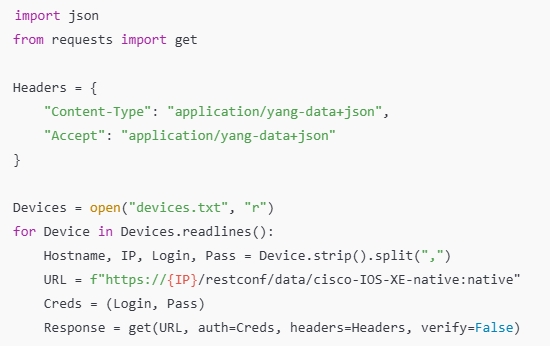 import json
from requests import get
Headers = {
    "Content-Type": "application/yang-data+json",
    "Accept": "application/yang-data+json"
}
Devices = open("devices.txt", "r")
for Device in Devices.readlines():
    Hostname, IP, Login, Pass = Device.strip().split(",")
    URL = f"https://{IP}/restconf/data/cisco-IOS-XE-native:native"
    Creds = (Login, Pass)
    Response = get(URL, auth=Creds, headers=Headers, verify=False)